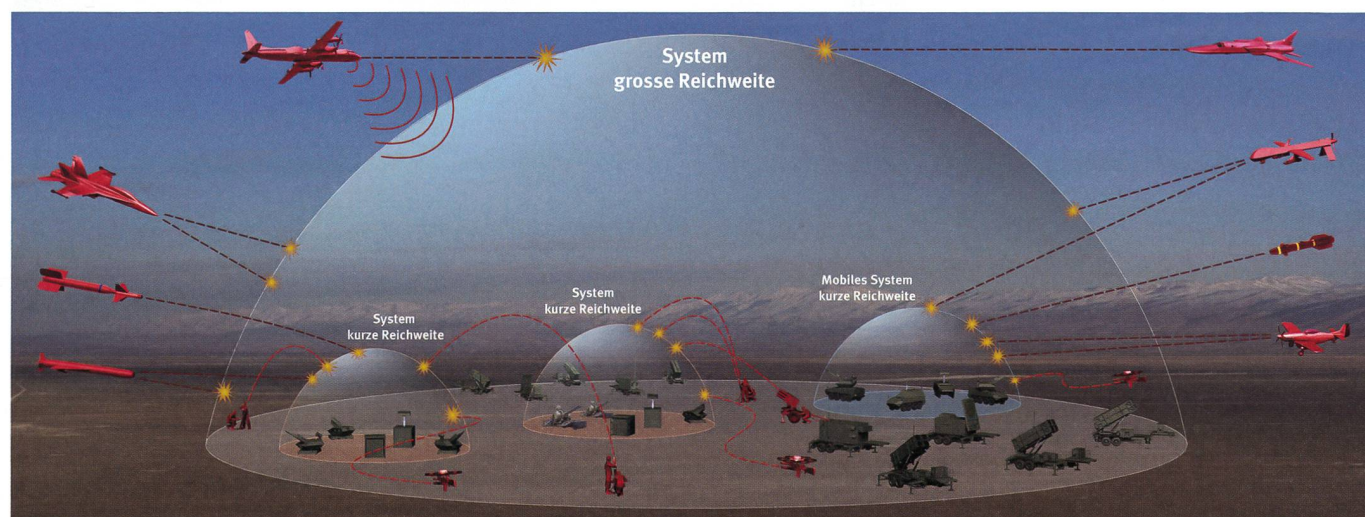 System
grosse Reichweite
Mobiles System
kurze Reichweite
System
kurze Reichweite
System
kurze Reichweite